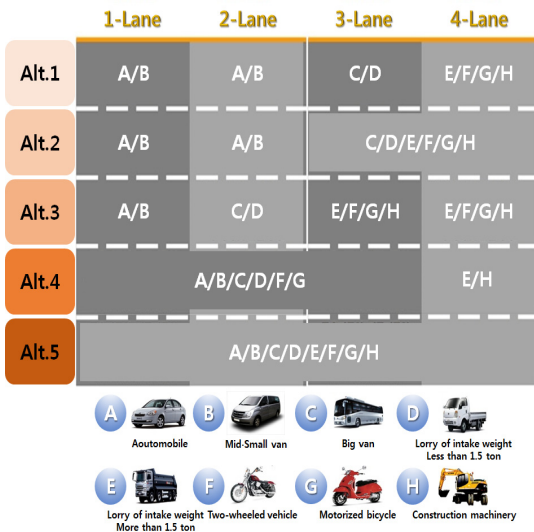 1-Lane 2-Lane 3-Lane 4-Lane
Alt.1 A/B A/B C/D E/F/G/H
Alt.2 A/B A/B C/D/E/F/G/H
Alt.3 A/B C/D E/F/G/H E/F/G/H
Alt.4 A/B/C/D/F/G E/H
Alt.5 A/B/C/D/E/F/G/H
A B C D
Aoutomobile Mid-Small van Big van Lorry of intake weight
Less than 1.5 ton
E F G H
Lorry of intake weight Two-wheeled vehicle Motorized bicycle Construction machinery
More than 1.5 ton